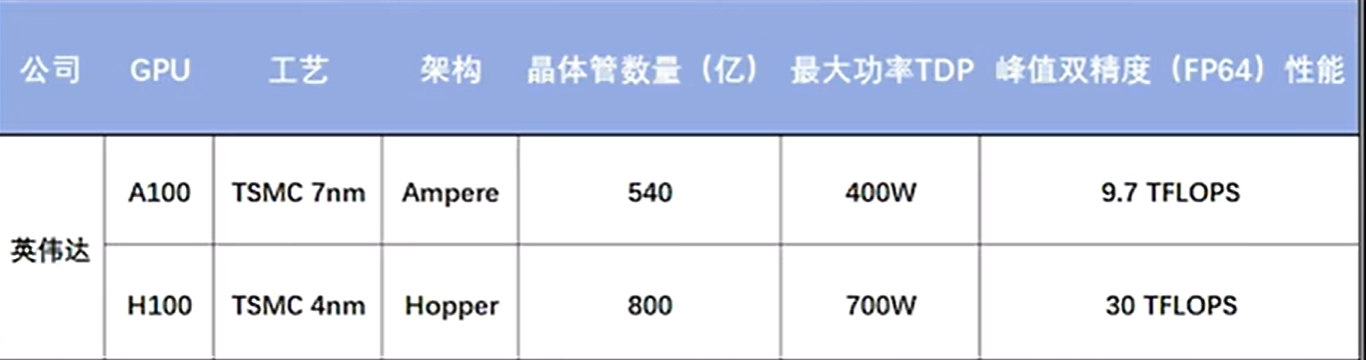 公司 GPU 工艺 架构 晶体管数量（亿） 最大功率TDP 峰值双精度（FP64）性能
英伟达 A100 TSMC 7nm Ampere 540 400W 9.7 TFLOPS
H100 TSMC 4nm Hopper 800 700W 30 TFLOPS